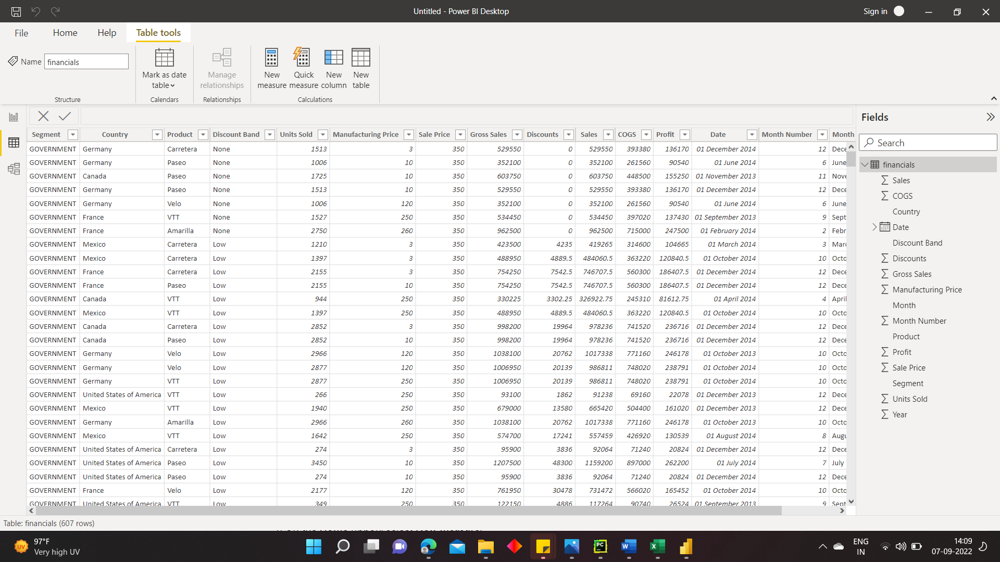 Untitled - Power BI Desktop
Sign in
File Home Help Table tools
Name financials
Mark as date table
Manage relationships
New measure
Quick measure
New column
New table
Structure Calendars Relationships Calculations
Segment Country Product Discount Band Units Sold Manufacturing Price Sale Price Gross Sales Discounts Sales COGS Profit Date Month Number Month
GOVERNMENT Germany Carretera None 1513 3 350 529550 0 529550 393380 136170 01 December 2014 12 Dece
GOVERNMENT Germany Paseo None 1006 10 350 352100 0 352100 261560 90540 01 June 2014 6 June
GOVERNMENT Canada Paseo None 1725 10 350 603750 0 603750 448500 155250 01 November 2013 11 Nove
GOVERNMENT Germany Paseo None 1513 10 350 529550 0 529550 393380 136170 01 December 2014 12 Dece
GOVERNMENT Germany Velo None 1006 120 350 352100 0 352100 261560 90540 01 June 2014 6 June
GOVERNMENT France VTT None 1527 250 350 534450 0 534450 397020 137430 01 September 2013 9 Sept
GOVERNMENT France Amarilla None 2750 260 350 962500 0 962500 715000 247500 01 February 2014 2 Febr
GOVERNMENT Mexico Carretera Low 1210 3 350 423500 4235 419265 314600 104665 01 March 2014 3 Marc
GOVERNMENT Mexico Carretera Low 1397 3 350 488950 4889.5 484060.5 363220 120840.5 01 October 2014 10 Octo
GOVERNMENT France Carretera Low 2155 3 350 754250 7542.5 746707.5 560300 186407.5 01 December 2014 12 Dece
GOVERNMENT France Paseo Low 2155 10 350 754250 7542.5 746707.5 560300 186407.5 01 December 2014 12 Dece
GOVERNMENT Canada VTT Low 944 250 350 330225 3302.25 326922.75 245310 81612.75 01 April 2014 4 April
GOVERNMENT Mexico VTT Low 1397 250 350 488950 4889.5 484060.5 363220 120840.5 01 October 2014 10 Octo
GOVERNMENT Canada Carretera Low 2852 3 350 998200 19964 978236 741520 236716 01 December 2014 12 Dece
GOVERNMENT Canada Paseo Low 2852 10 350 998200 19964 978236 741520 236716 01 December 2014 12 Dece
GOVERNMENT Germany Velo Low 2966 120 350 1038100 20762 1017338 771160 246178 01 October 2013 10 Octo
GOVERNMENT Germany Velo Low 2877 120 350 1006950 20139 986811 748020 238791 01 October 2014 10 Octo
GOVERNMENT Germany VTT Low 2877 250 350 1006950 20139 986811 748020 238791 01 October 2014 10 Octo
GOVERNMENT United States of America VTT Low 266 250 350 93100 1862 91238 69160 22078 01 December 2013 12 Dece
GOVERNMENT Mexico VTT Low 1940 250 350 679000 13580 665420 504400 161020 01 December 2013 12 Dece
GOVERNMENT Germany Amarilla Low 2966 260 350 1038100 20762 1017338 771160 246178 01 October 2013 10 Octo
GOVERNMENT Mexico VTT Low 1642 250 350 574700 17241 557459 426920 130539 01 August 2014 8 Augu
GOVERNMENT United States of America Carretera Low 274 3 350 95900 3836 92064 71240 20824 01 December 2014 12 Dece
GOVERNMENT United States of America Paseo Low 3450 10 350 1207500 48300 1159200 897000 262200 01 July 2014 7 July
GOVERNMENT United States of America Paseo Low 274 10 350 95900 3836 92064 71240 20824 01 December 2014 12 Dece
GOVERNMENT France Velo Low 2177 120 350 761950 30478 731472 566020 165452 01 October 2014 10 Octo
GOVERNMENT United States of America VTT Low 349 250 350 122150 4886 117264 90740 26524 01 September 2013 9 Sept
Fields
Search
financials
Sales
COGS
Country
Date
Discount Band
Discounts
Gross Sales
Manufacturing Price
Month
Month Number
Product
Profit
Sale Price
Segment
Units Sold
Year
Table: financials (607 rows)
97°F
Very high UV
UV
PC
W
X
ENG
IN
14:09
07-09-2022